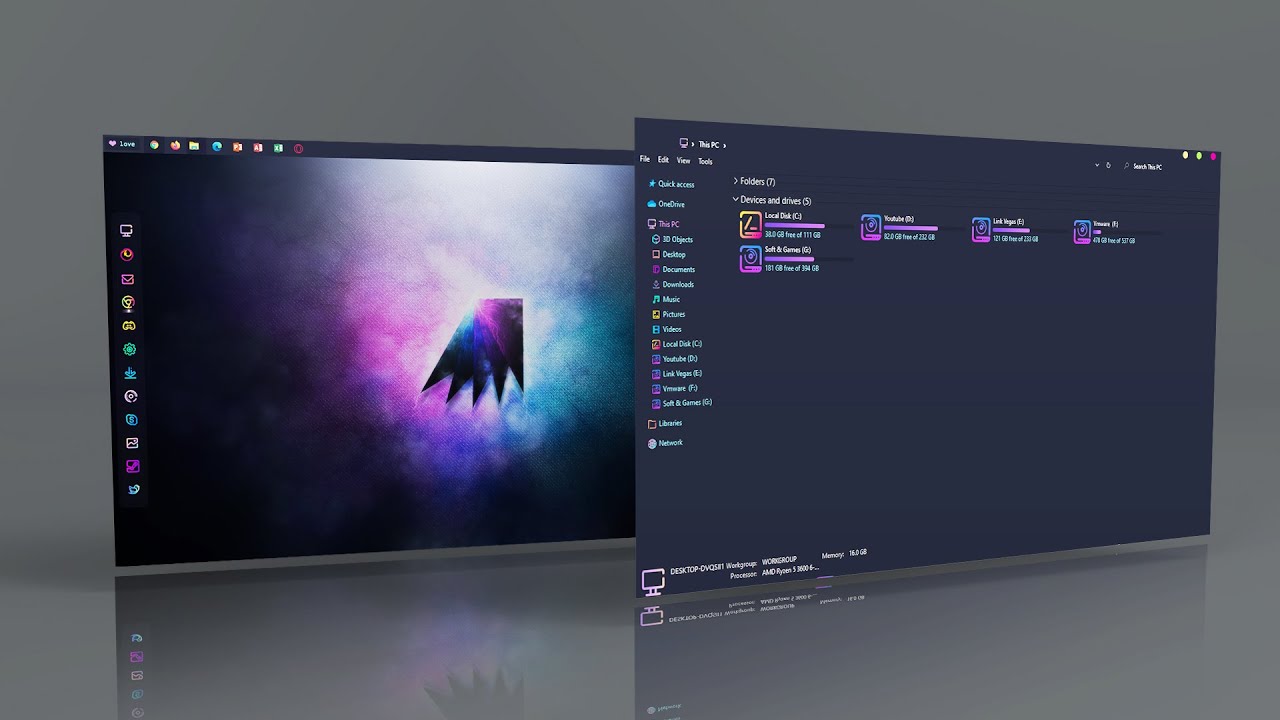 love
This PC
File Edit View Tools
Search This PC
Quick access
OneDrive
This PC
3D Objects
Desktop
Documents
Downloads
Music
Pictures
Videos
Local Disk (C:)
Youtube (D:)
Link Vegas (E:)
Vmware (F:)
Soft & Games (G:)
Libraries
Network
Folders (7)
Devices and drives (5)
Local Disk (C:)
38.0 GB free of 111 GB
Youtube (D:)
82.0 GB free of 232 GB
Link Vegas (E:)
121 GB free of 233 GB
Vmware (F:)
478 GB free of 537 GB
Soft & Games (G:)
181 GB free of 394 GB
Workgroup: WORKGROUP Memory: 16.0 GB
Processor: AMD Ryzen 5 3600 6-...